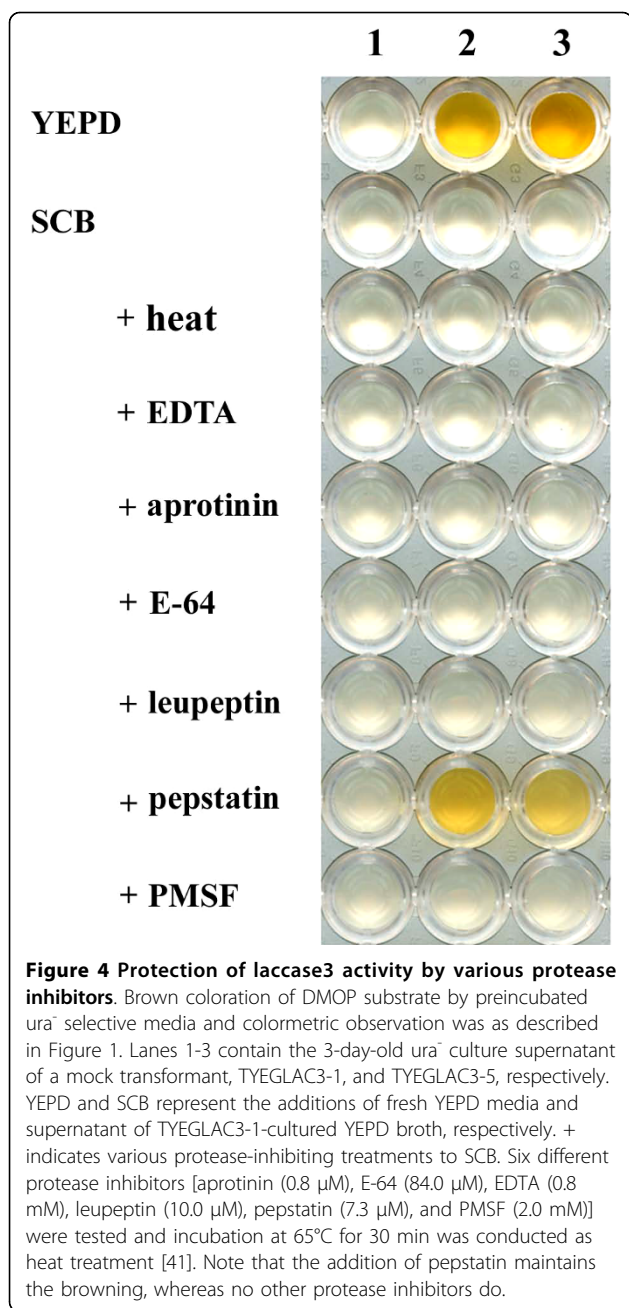 1 2 3
YEPD
SCB
+ heat
+ EDTA
+ aprotinin
+ E-64
+ leupeptin
+ pepstatin
+ PMSF
Figure 4 Protection of laccase3 activity by various protease
inhibitors. Brown coloration of DMOP substrate by preincubated
ura⁻ selective media and colormetric observation was as described
in Figure 1. Lanes 1-3 contain the 3-day-old ura⁻ culture supernatant
of a mock transformant, TYEGLAC3-1, and TYEGLAC3-5, respectively.
YEPD and SCB represent the additions of fresh YEPD media and
supernatant of TYEGLAC3-1-cultured YEPD broth, respectively. +
indicates various protease-inhibiting treatments to SCB. Six different
protease inhibitors [aprotinin (0.8 μM), E-64 (84.0 μM), EDTA (0.8
mM), leupeptin (10.0 μM), pepstatin (7.3 μM), and PMSF (2.0 mM)]
were tested and incubation at 65°C for 30 min was conducted as
heat treatment [41]. Note that the addition of pepstatin maintains
the browning, whereas no other protease inhibitors do.